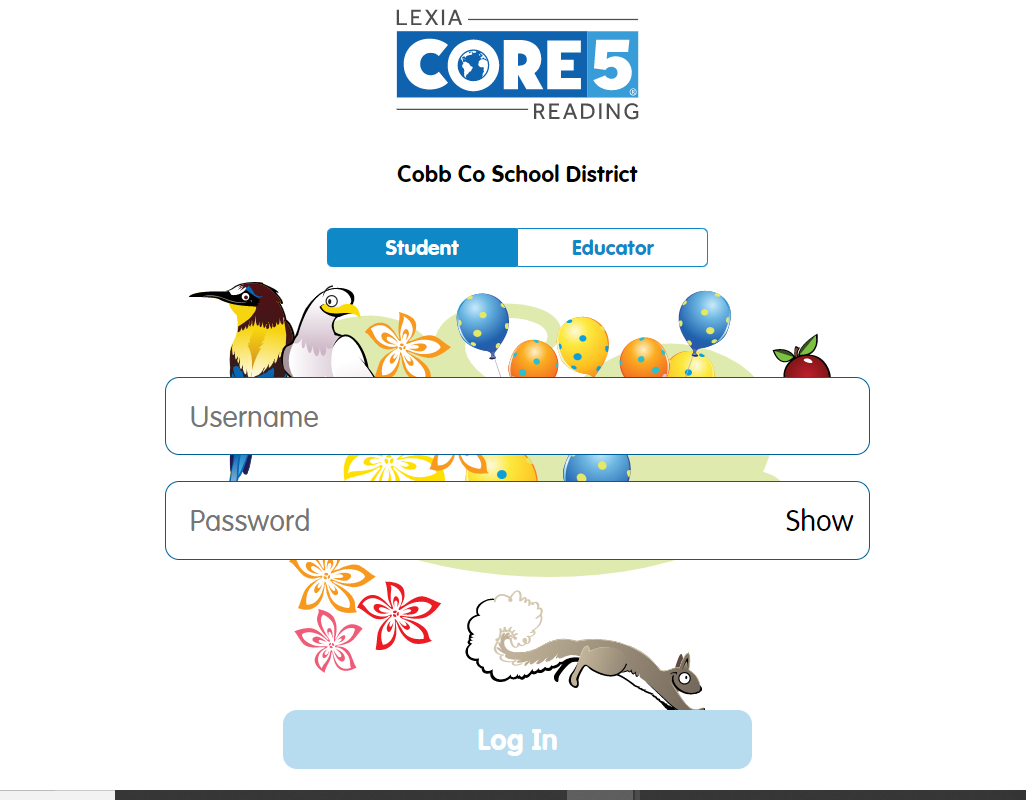 LEXIA
CORE5®
READING
Cobb Co School District
Student Educator
Username
Password Show
Log In